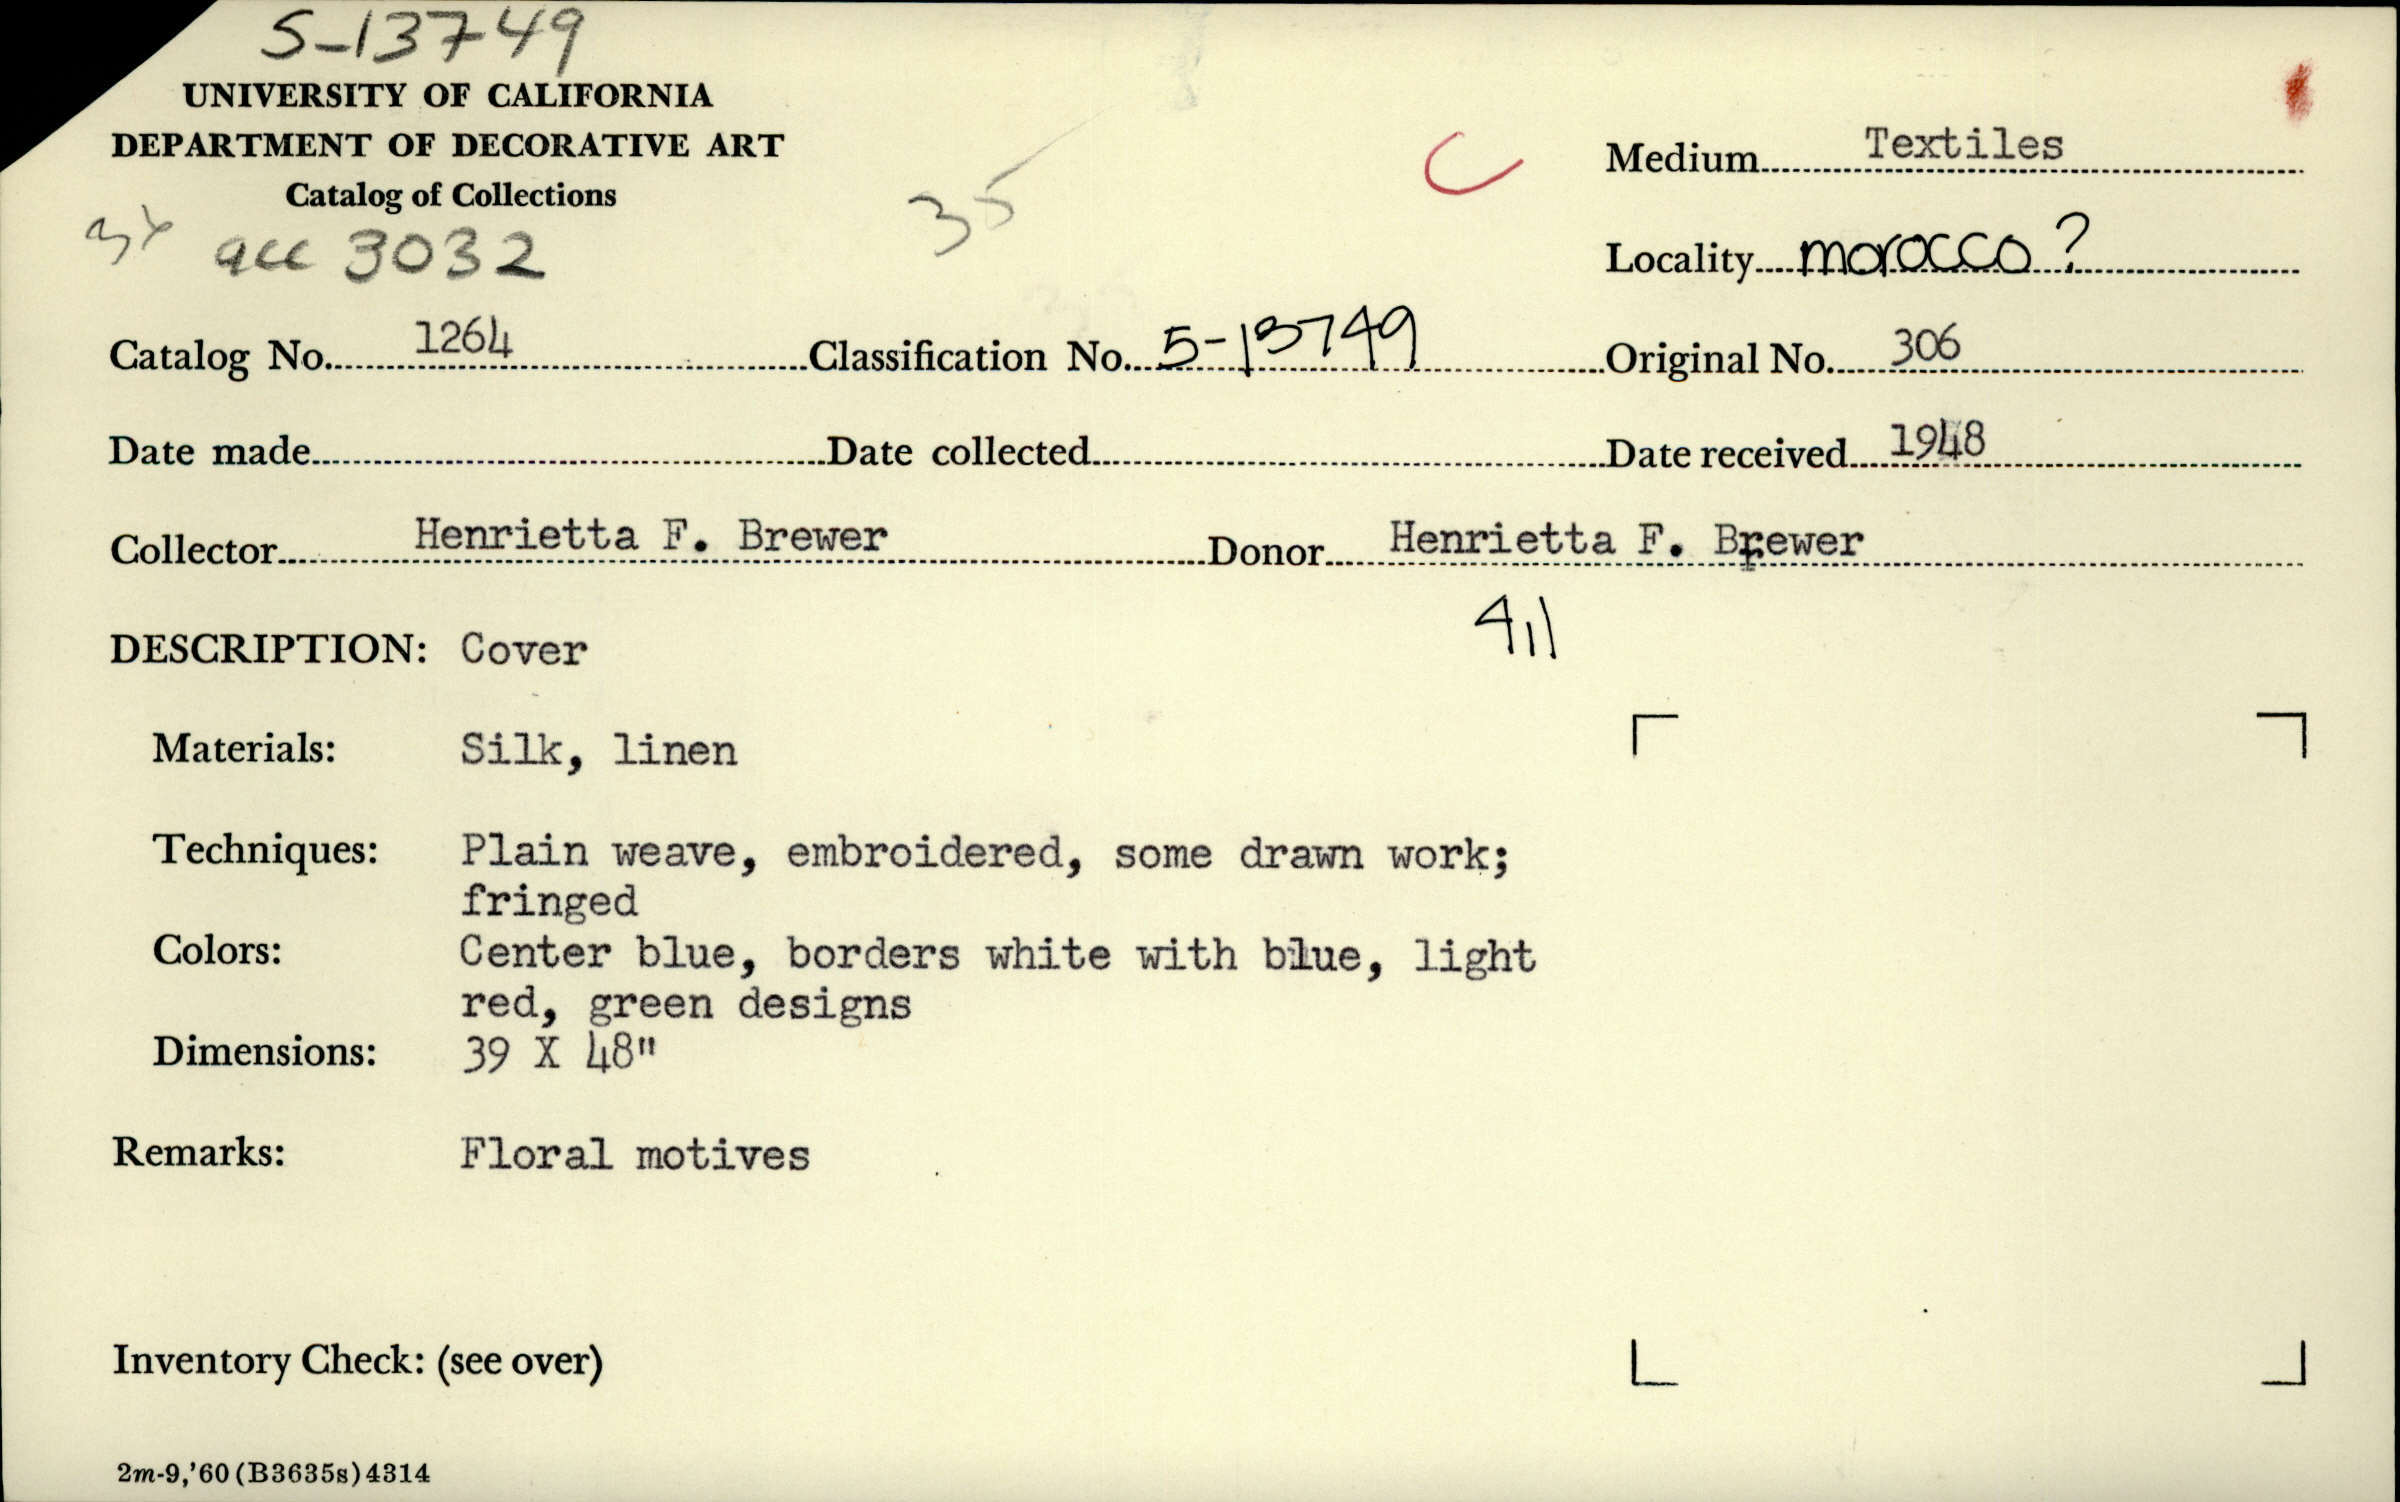 5-13749
UNIVERSITY OF CALIFORNIA
DEPARTMENT OF DECORATIVE ART
Catalog of Collections
acc 3032
35
C
Medium Textiles
Locality morocco ?
Catalog No. 1264 Classification No. 5-13749 Original No. 306
Date made Date collected Date received 1948
Collector Henrietta F. Brewer Donor Henrietta F. Brewer
411
DESCRIPTION: Cover
Materials: Silk, linen
Techniques: Plain weave, embroidered, some drawn work;
fringed
Colors: Center blue, borders white with blue, light
red, green designs
Dimensions: 39 X 48"
Remarks: Floral motives
Inventory Check: (see over)
2m-9,'60 (B3635s) 4314